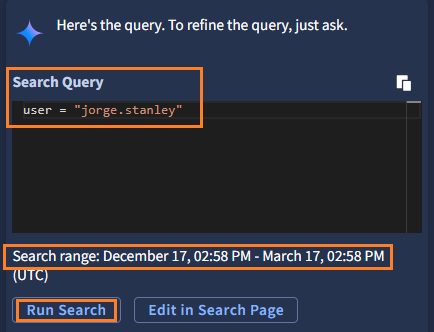 Here's the query. To refine the query, just ask.
Search Query
user = "jorge.stanley"
Search range: December 17, 02:58 PM - March 17, 02:58 PM
(UTC)
Run Search
Edit in Search Page